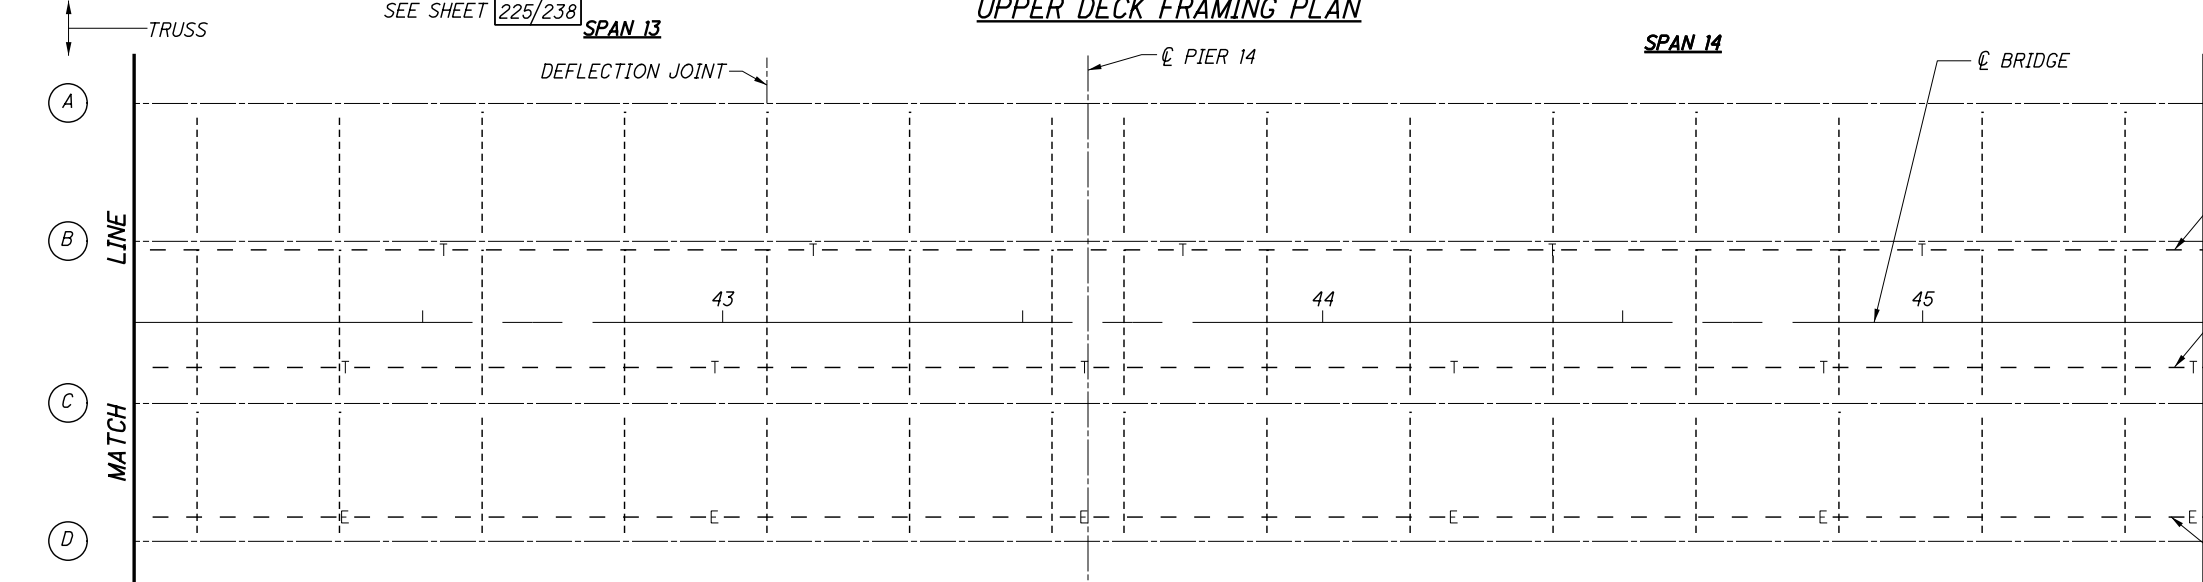 UPPER DECK FRAMING PLAN
SEE SHEET 225/238
TRUSS
SPAN 13
SPAN 14
DEFLECTION JOINT
℄ PIER 14
℄ BRIDGE
A
B
LINE
T T T T T
43 44 45
T T T T T T
C
MATCH
E E E E E E
D